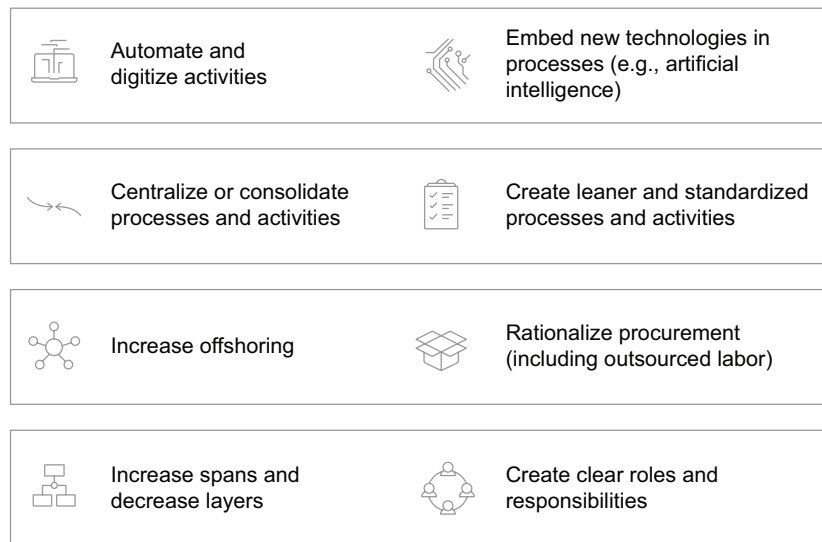 Automate and
digitize activities
Embed new technologies in
processes (e.g., artificial
intelligence)
Centralize or consolidate
processes and activities
Create leaner and standardized
processes and activities
Increase offshoring
Rationalize procurement
(including outsourced labor)
Increase spans and
decrease layers
Create clear roles and
responsibilities